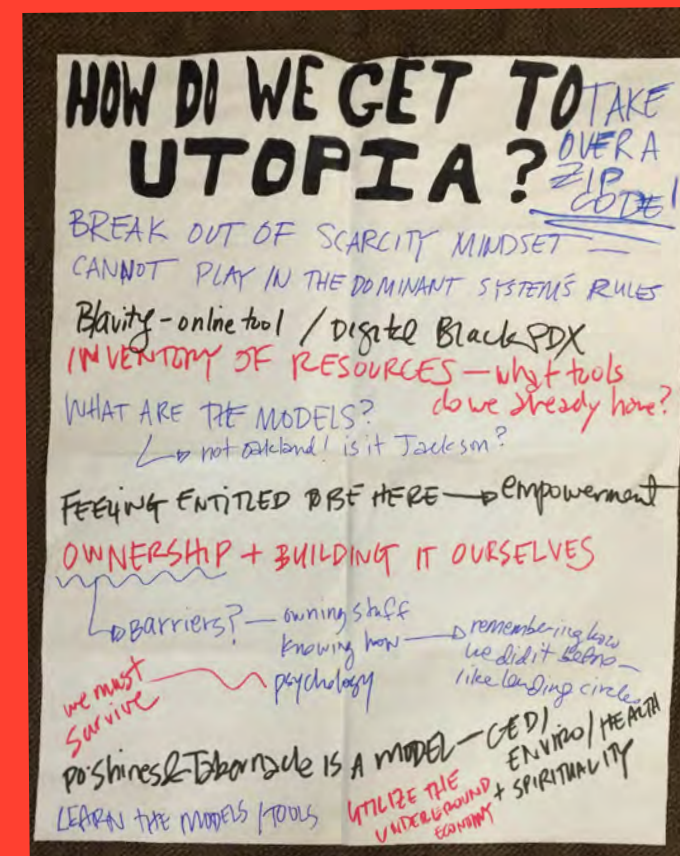 HOW DO WE GET TO
UTOPIA?
TAKE
OVER A
ZIP
CODE!
BREAK OUT OF SCARCITY MINDSET —
CANNOT PLAY IN THE DOMINANT SYSTEM'S RULES
Blavity - online tool / Digital Black PDX
INVENTORY OF RESOURCES — what tools
do we already have?
WHAT ARE THE MODELS?
not oakland! is it Jackson?
FEELING ENTITLED TO BE HERE → empowerment
OWNERSHIP + BUILDING IT OURSELVES
Barriers? — owning stuff
knowing how → remembering how
we did it before —
like lending circles
psychology
we must
survive
po'shines & Tabernacle IS A MODEL — CED/
ENVIRO/HEALTH
+ SPIRITUALITY
LEARN THE MODELS / TOOLS
UTILIZE THE
UNDERGROUND
ECONOMY